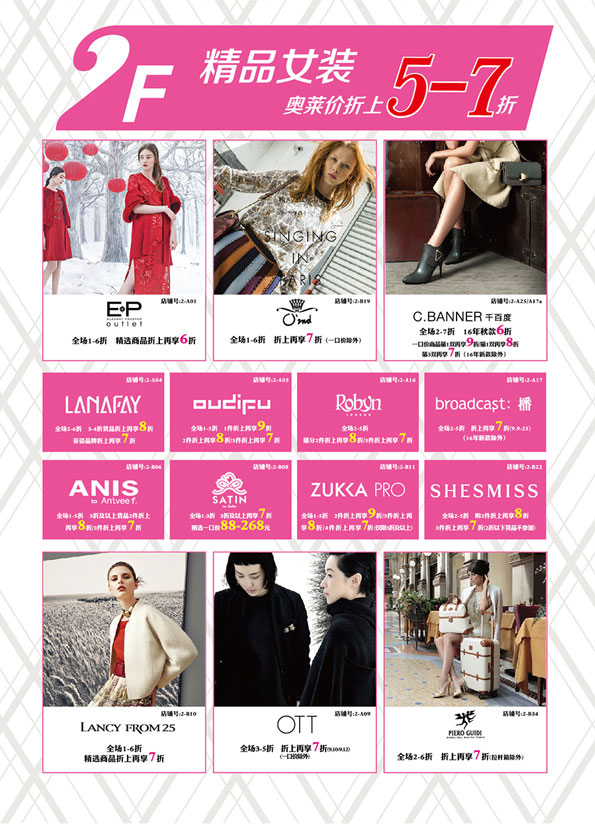 2F
精品女装
奥莱价折上5-7折
店铺号:2-A01
E·P
ELEGANT PROSPER
outlet
全场1-6折 精选商品折上再享6折
SINGING
IN
PARIS
店铺号:2-B19
O'2nd
全场1-6折 折上再享7折（一口价除外）
店铺号:2-A25/A17a
C.BANNER 千百度
全场2-7折 16年秋款6折
一口价商品第1双再享9折/第1双再享8折
第3双再享7折（16年新款除外）
店铺号:2-A04
LANAFAY
全场2-6折 3-4折货品折上再享8折
菲姿品牌折上再享7折
店铺号:2-A05
oudifu
全场1-5折 1件折上再享9折
2件折上再享8折/3件折上再享7折
店铺号:2-A16
Robyn
全场2-5折
部分2件折上再享8折/3件折上再享7折
店铺号:2-A17
broadcast: 播
全场2-5折 折上再享7折(9.9-25)
（16年新款除外）
店铺号:2-B06
ANIS
to Anivee f.
全场1-5折 3折及以上货品2件折上
再享8折/3件折上再享7折
店铺号:2-B08
SATIN
全场1-3折 3折及以上再享7折
精选一口价88-268元
店铺号:2-B11
ZUKKA PRO
全场1-5折 2件折上再享9折/3件折上再享
8折/4件折上再享7折(仅限3折及以上)
店铺号:2-B22
SHESMISS
全场2-5折 购2件折上再享8折
3件折上再享7折(2折以下货品不参加)
店铺号:2-B10
LANCY FROM 25
全场1-6折
精选商品折上再享7折
店铺号:2-A09
OTT
全场3-5折 折上再享7折(9.10-9.12)
(一口价除外)
店铺号:2-B34
PIERO GUIDI
全场2-6折 折上再享7折(拉杆箱除外)